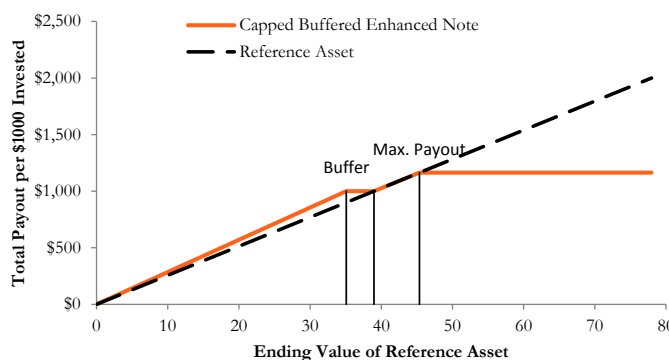 $2,500
Capped Buffered Enhanced Note
Reference Asset
$2,000
$1,500
Max. Payout
Buffer
$1,000
$500
$0
0 10 20 30 40 50 60 70 80
Total Payout per $1000 Invested
Ending Value of Reference Asset